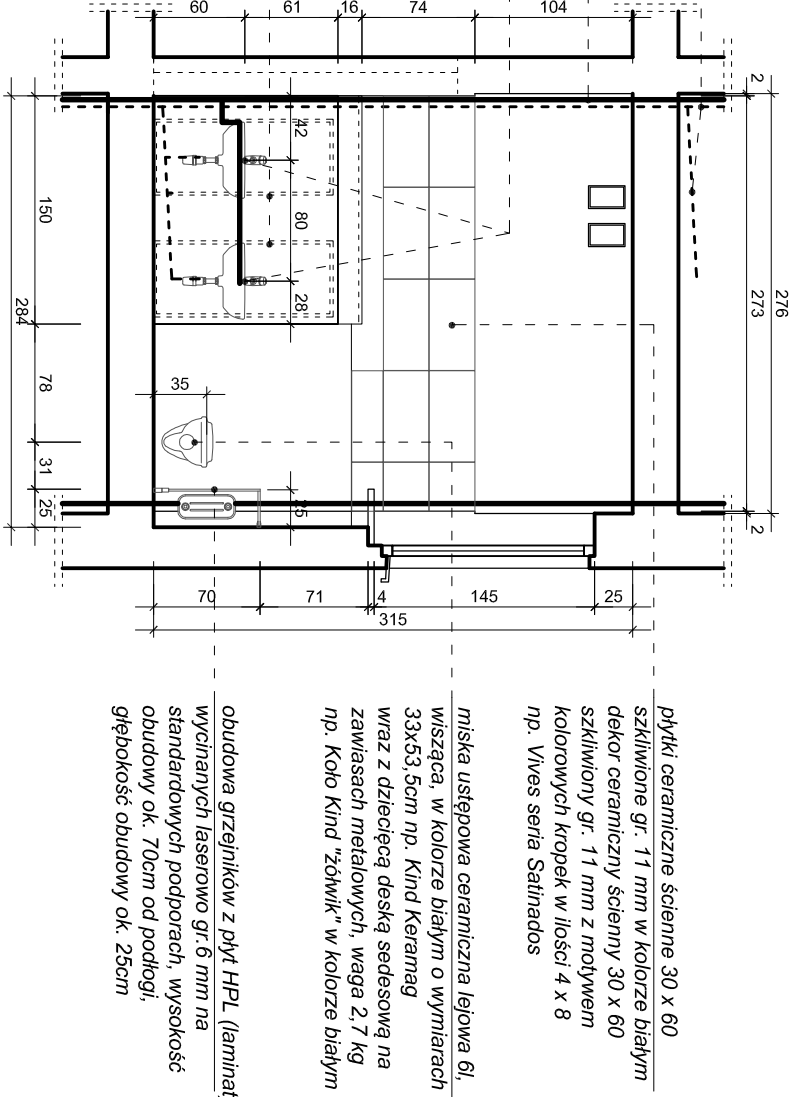 60 61 16 74 104
2
276
273
2
42
80
28
150
284
78
31
25
35
70 71 4 145 25
315
płytki ceramiczne ścienne 30 x 60
szkliwione gr. 11 mm w kolorze białym
dekor ceramiczny ścienny 30 x 60
szkliwiony gr. 11 mm z motywem
kolorowych kropek w ilości 4 x 8
np. Vives seria Satinados
miska ustępowa ceramiczna lejowa 6l,
wisząca, w kolorze białym o wymiarach
33x53,5cm np. Kind Keramag
wraz z dziecięcą deską sedesową na
zawiasach metalowych, waga 2,7 kg
np. Koło Kind "żółwik" w kolorze białym
obudowa grzejników z płyt HPL (laminat
wycinanych laserowo gr.6 mm na
standardowych podporach, wysokość
obudowy ok. 70cm od podłogi,
głębokość obudowy ok. 25cm